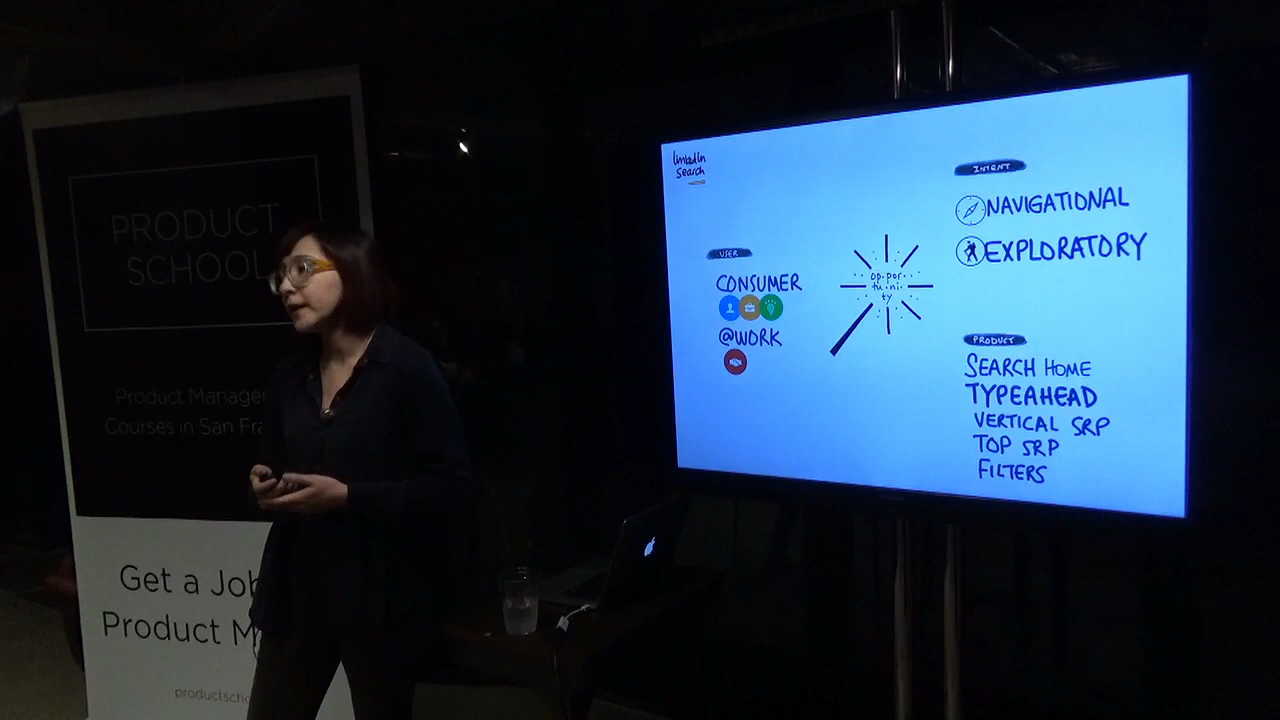 PRODUCT
SCHOOL
Product Manager
Courses in San Fra
Get a Job
Product M
productscho
linkedIn
search
USER
CONSUMER
@WORK
op·por·
tu·ni·
ty
INTENT
NAVIGATIONAL
EXPLORATORY
PRODUCT
SEARCH HOME
TYPEAHEAD
VERTICAL SRP
TOP SRP
FILTERS